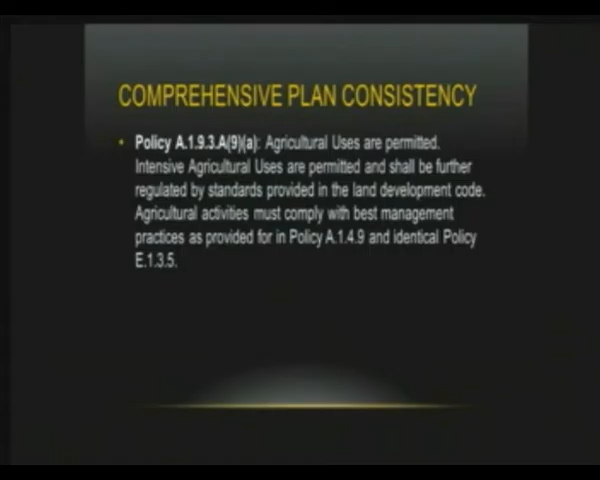 COMPREHENSIVE PLAN CONSISTENCY
• Policy A.1.9.3.A(9)(a): Agricultural Uses are permitted.
Intensive Agricultural Uses are permitted and shall be further
regulated by standards provided in the land development code.
Agricultural activities must comply with best management
practices as provided for in Policy A.1.4.9 and identical Policy
E.1.3.5.